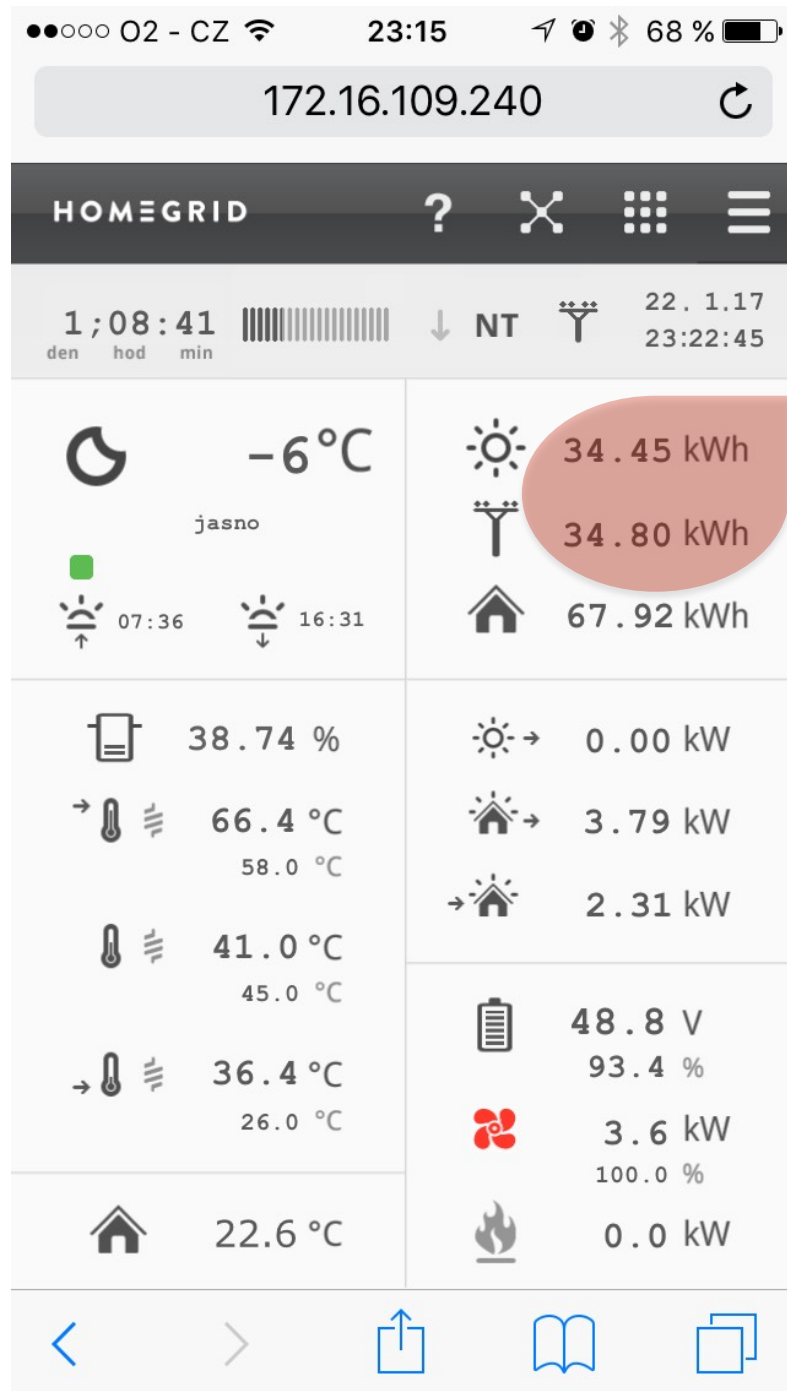 O2 - CZ 23:15 68 %
172.16.109.240
HOMEGRID ?
1;08:41 NT 22. 1.17
den hod min 23:22:45
-6°C
jasno
07:36 16:31
34.45 kWh
34.80 kWh
67.92 kWh
38.74 %
66.4 °C
58.0 °C
41.0 °C
45.0 °C
36.4 °C
26.0 °C
22.6 °C
0.00 kW
3.79 kW
2.31 kW
48.8 V
93.4 %
3.6 kW
100.0 %
0.0 kW